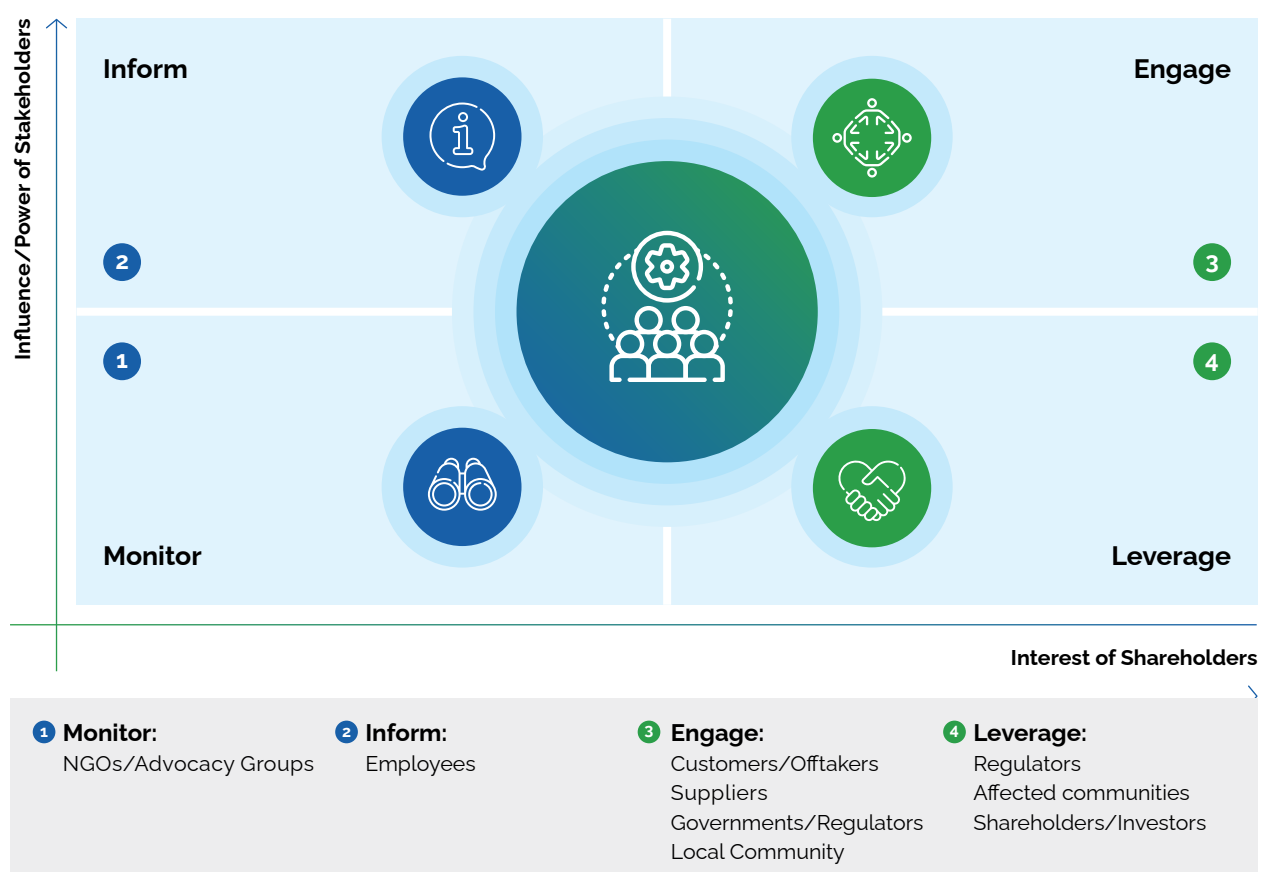 Influence/Power of Stakeholders
Inform
Engage
2
3
1
4
Monitor
Leverage
Interest of Shareholders
1 Monitor:
NGOs/Advocacy Groups
2 Inform:
Employees
3 Engage:
Customers/Offtakers
Suppliers
Governments/Regulators
Local Community
4 Leverage:
Regulators
Affected communities
Shareholders/Investors